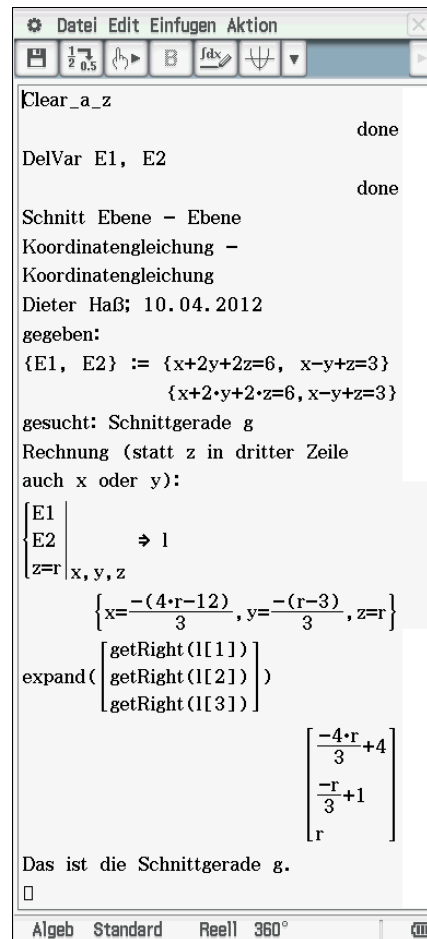 Datei Edit Einfugen Aktion
Clear_a_z
done
DelVar E1, E2
done
Schnitt Ebene − Ebene
Koordinatengleichung −
Koordinatengleichung
Dieter Haß; 10.04.2012
gegeben:
{E1, E2} := {x+2y+2z=6, x−y+z=3}
{x+2·y+2·z=6,x−y+z=3}
gesucht: Schnittgerade g
Rechnung (statt z in dritter Zeile
auch x oder y):
{E1
E2 ⇒ l
z=r|x,y,z
{x=−(4·r−12)/3,y=−(r−3)/3,z=r}
expand([getRight(l[1])
getRight(l[2])
getRight(l[3])])
[−4·r/3+4
−r/3+1
r]
Das ist die Schnittgerade g.
Algeb Standard Reell 360°